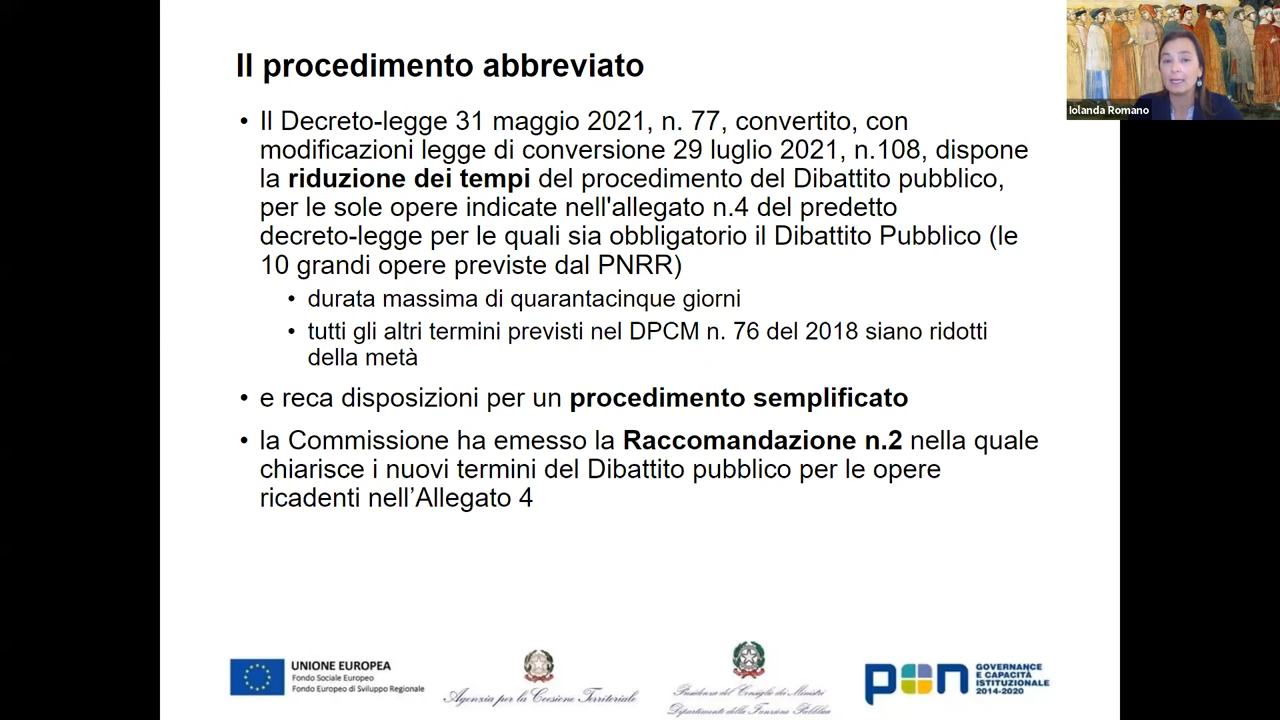 Il procedimento abbreviato
• Il Decreto-legge 31 maggio 2021, n. 77, convertito, con
modificazioni legge di conversione 29 luglio 2021, n.108, dispone
la riduzione dei tempi del procedimento del Dibattito pubblico,
per le sole opere indicate nell'allegato n.4 del predetto
decreto-legge per le quali sia obbligatorio il Dibattito Pubblico (le
10 grandi opere previste dal PNRR)
• durata massima di quarantacinque giorni
• tutti gli altri termini previsti nel DPCM n. 76 del 2018 siano ridotti
della metà
• e reca disposizioni per un procedimento semplificato
• la Commissione ha emesso la Raccomandazione n.2 nella quale
chiarisce i nuovi termini del Dibattito pubblico per le opere
ricadenti nell’Allegato 4
Iolanda Romano
UNIONE EUROPEA
Fondo Sociale Europeo
Fondo Europeo di Sviluppo Regionale
Agenzia per la Coesione Territoriale
Presidenza del Consiglio dei Ministri
Dipartimento della Funzione Pubblica
pon
GOVERNANCE
E CAPACITÀ
ISTITUZIONALE
2014-2020